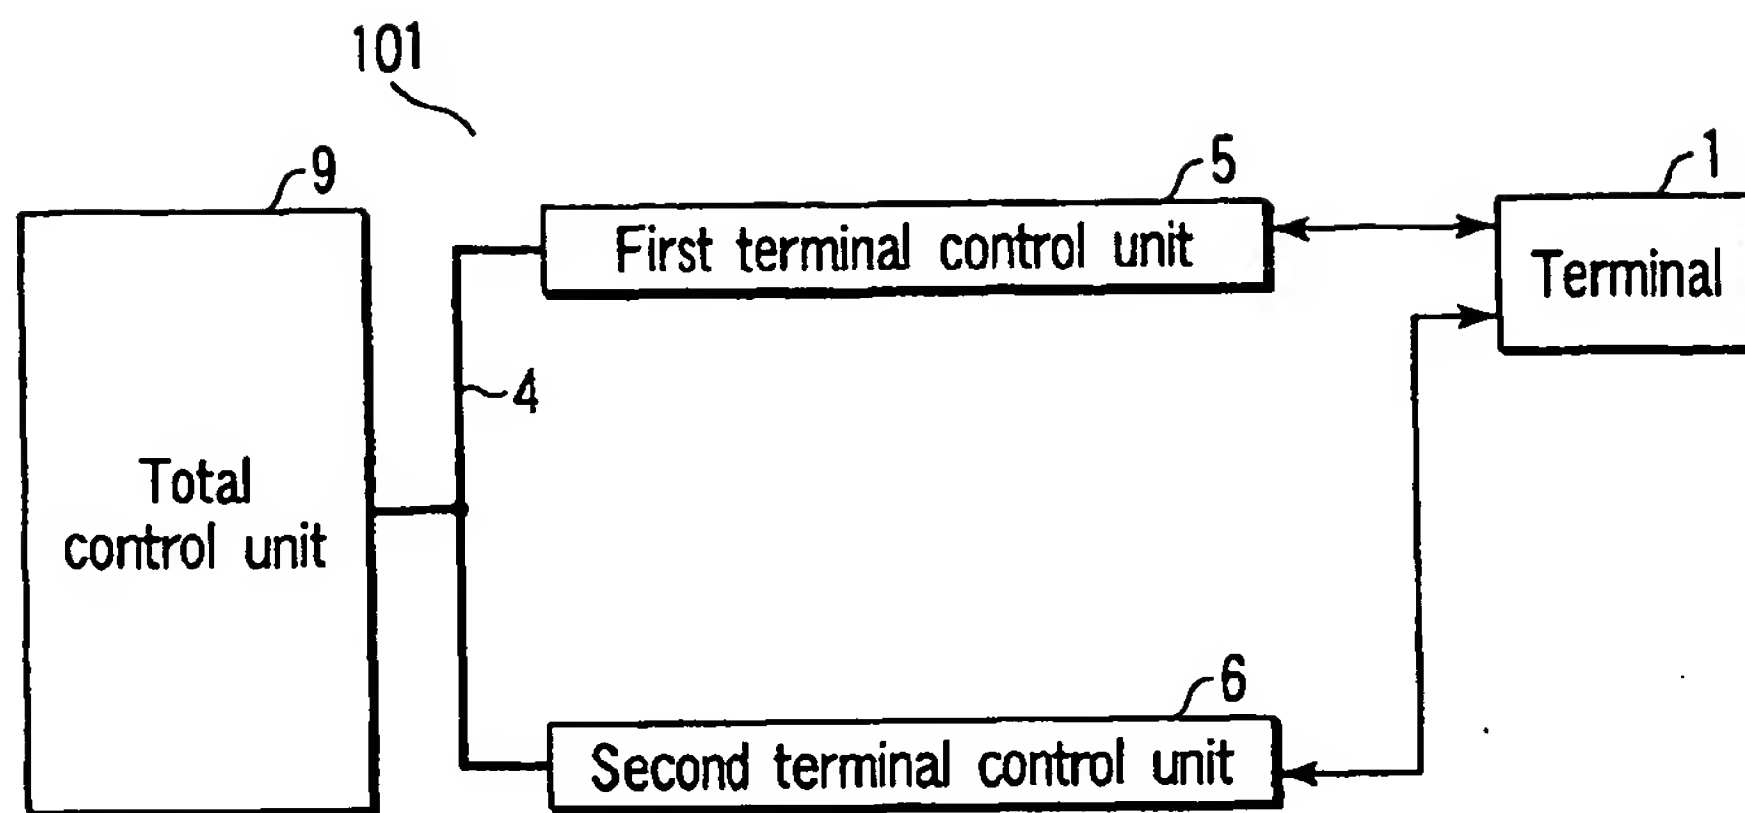 101
9
5
1
First terminal control unit
Terminal
4
Total
control unit
6
Second terminal control unit